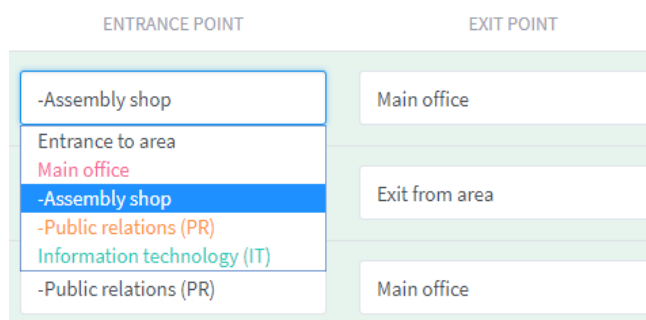 ENTRANCE POINT EXIT POINT
-Assembly shop Main office
Entrance to area
Main office
-Assembly shop Exit from area
-Public relations (PR)
Information technology (IT)
-Public relations (PR) Main office